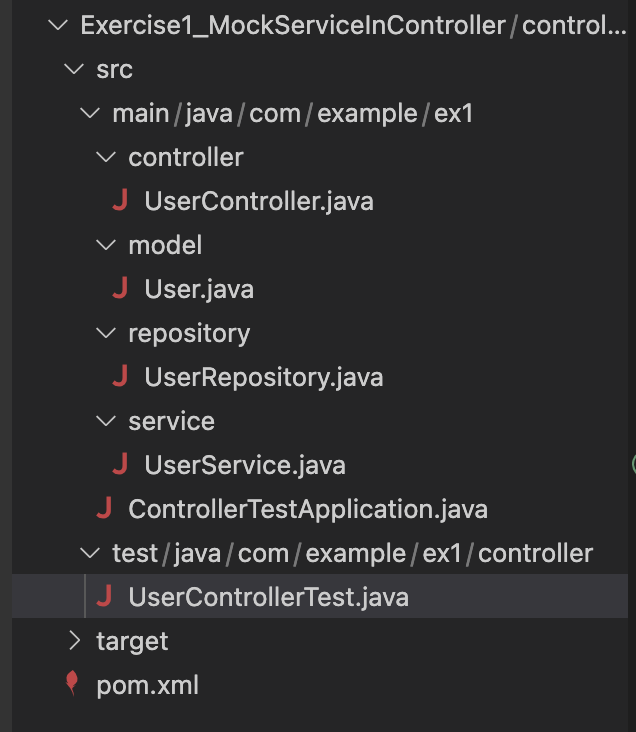 Exercise1_MockServiceInController/control...
src
main/java/com/example/ex1
controller
J UserController.java
model
J User.java
repository
J UserRepository.java
service
J UserService.java
J ControllerTestApplication.java
test/java/com/example/ex1/controller
J UserControllerTest.java
target
pom.xml